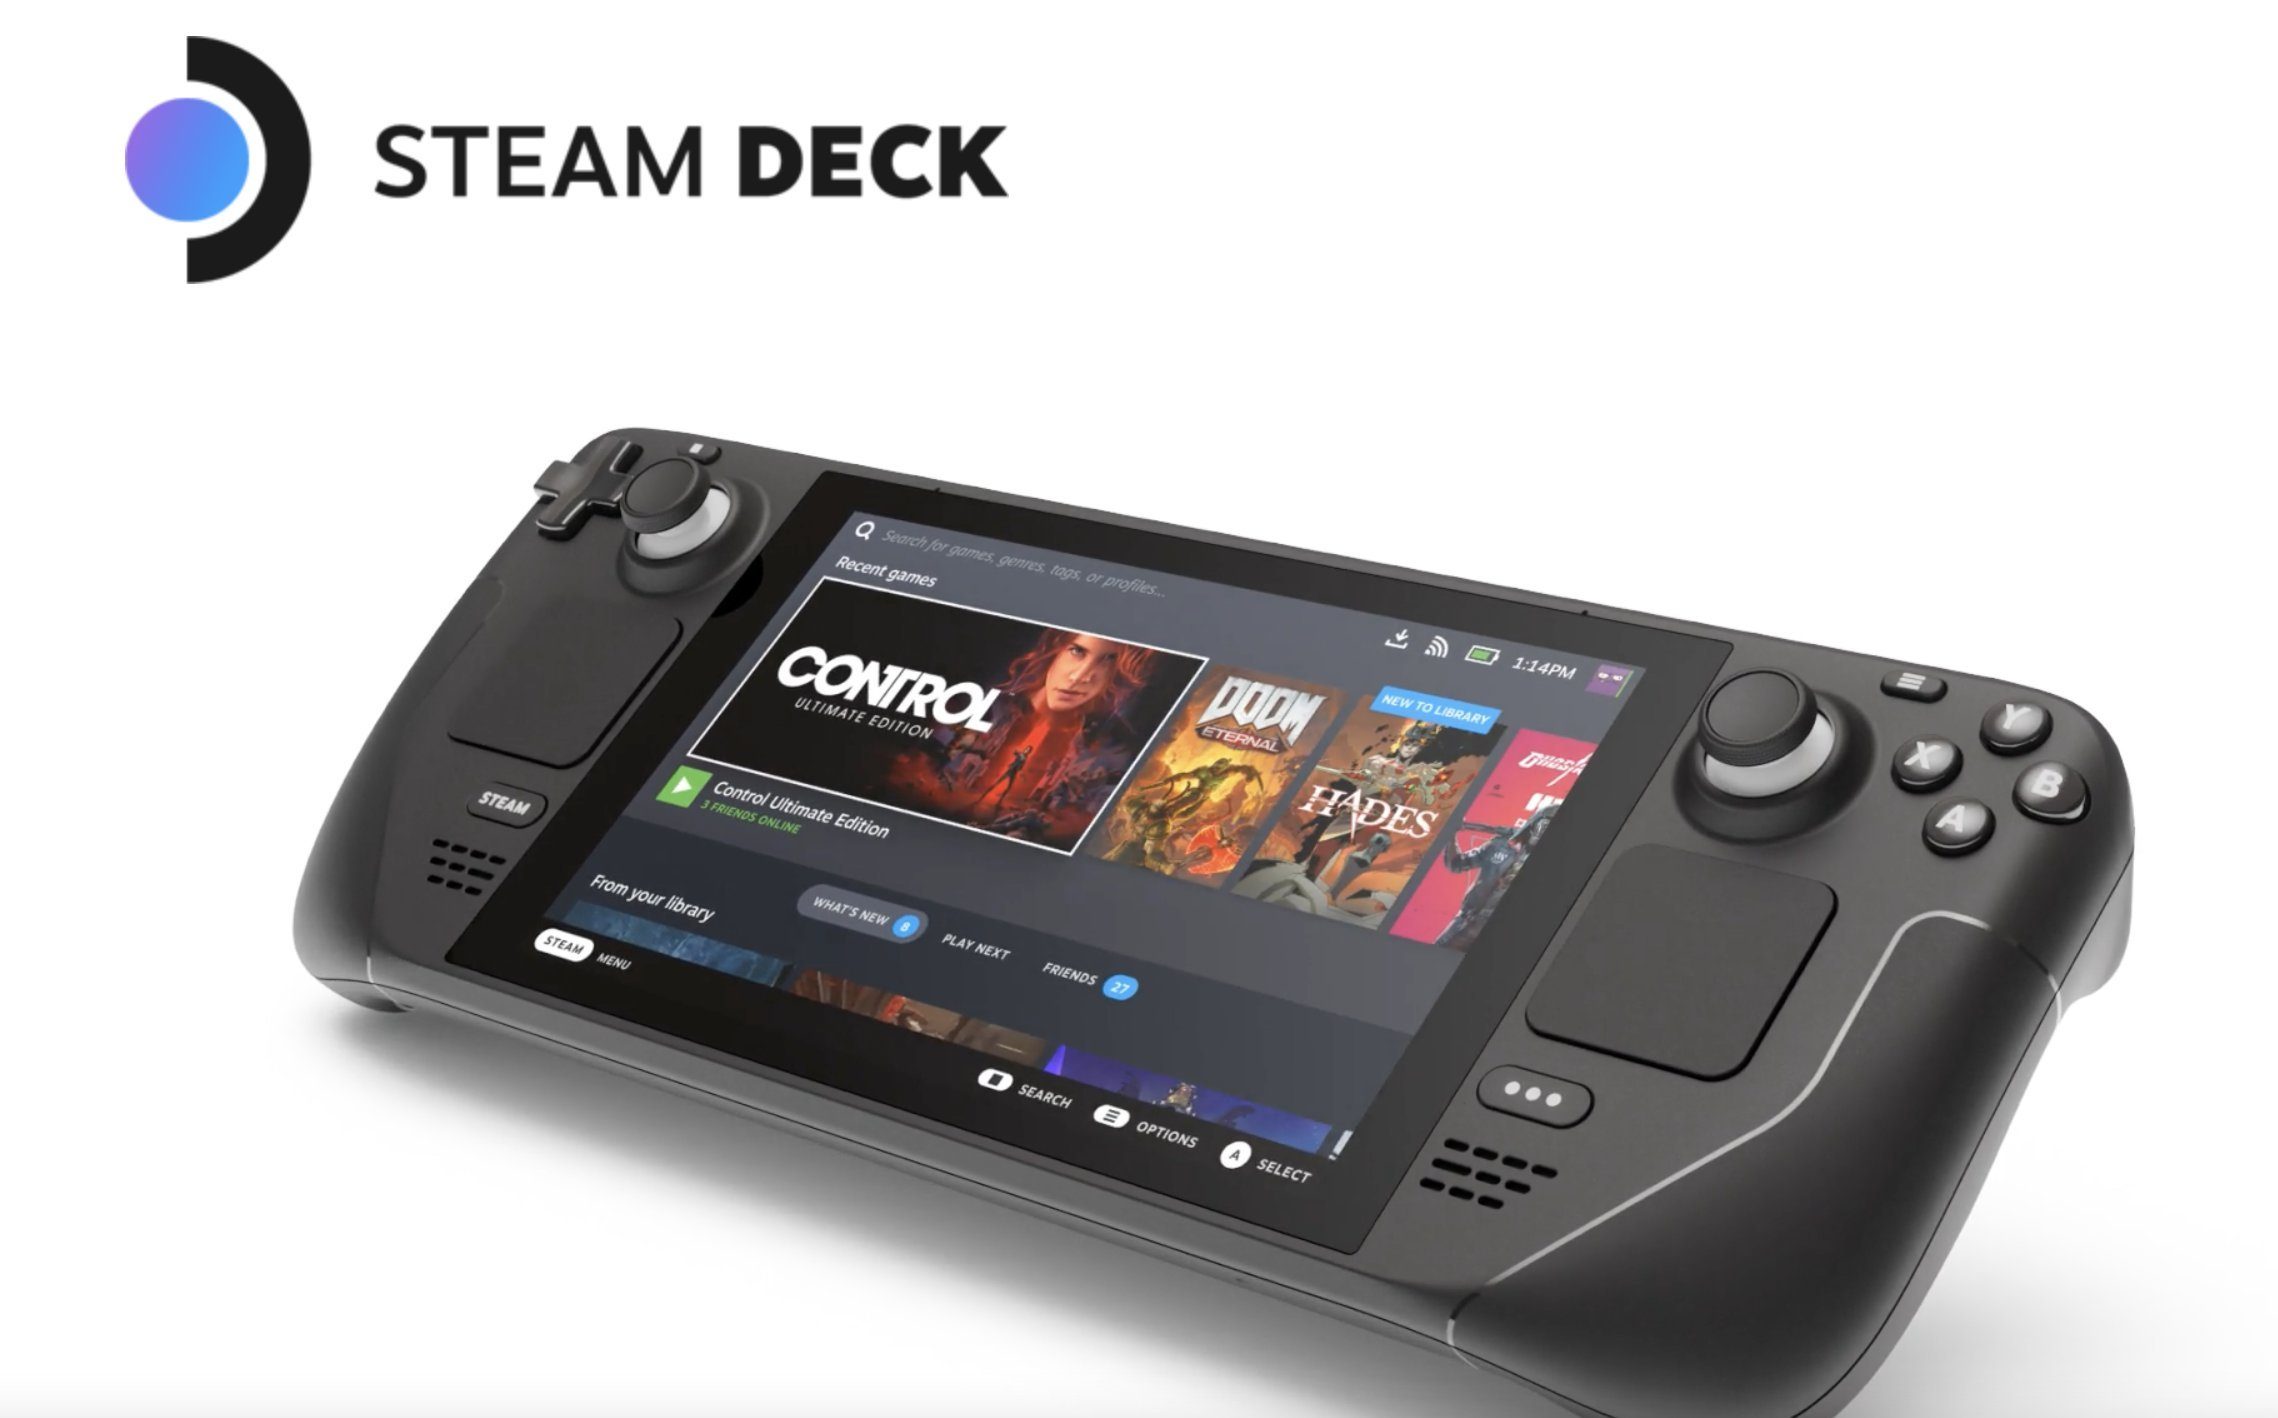 STEAM DECK
Search for games, genres, tags, or profiles...
1:14PM
Recent games
CONTROL
ULTIMATE EDITION
DOOM
ETERNAL
NEW TO LIBRARY
HADES
Control Ultimate Edition
3 FRIENDS ONLINE
From your library
WHAT'S NEW 8
PLAY NEXT
FRIENDS 27
STEAM MENU
SEARCH
OPTIONS
A SELECT
STEAM
Y
X
B
A